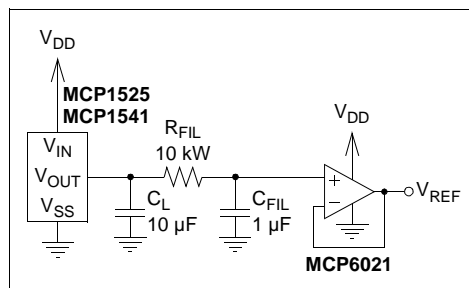 VDD
MCP1525
MCP1541
RFIL
10 kW
VDD
VIN
VOUT
VSS
CL
10 µF
CFIL
1 µF
+
−
VREF
MCP6021